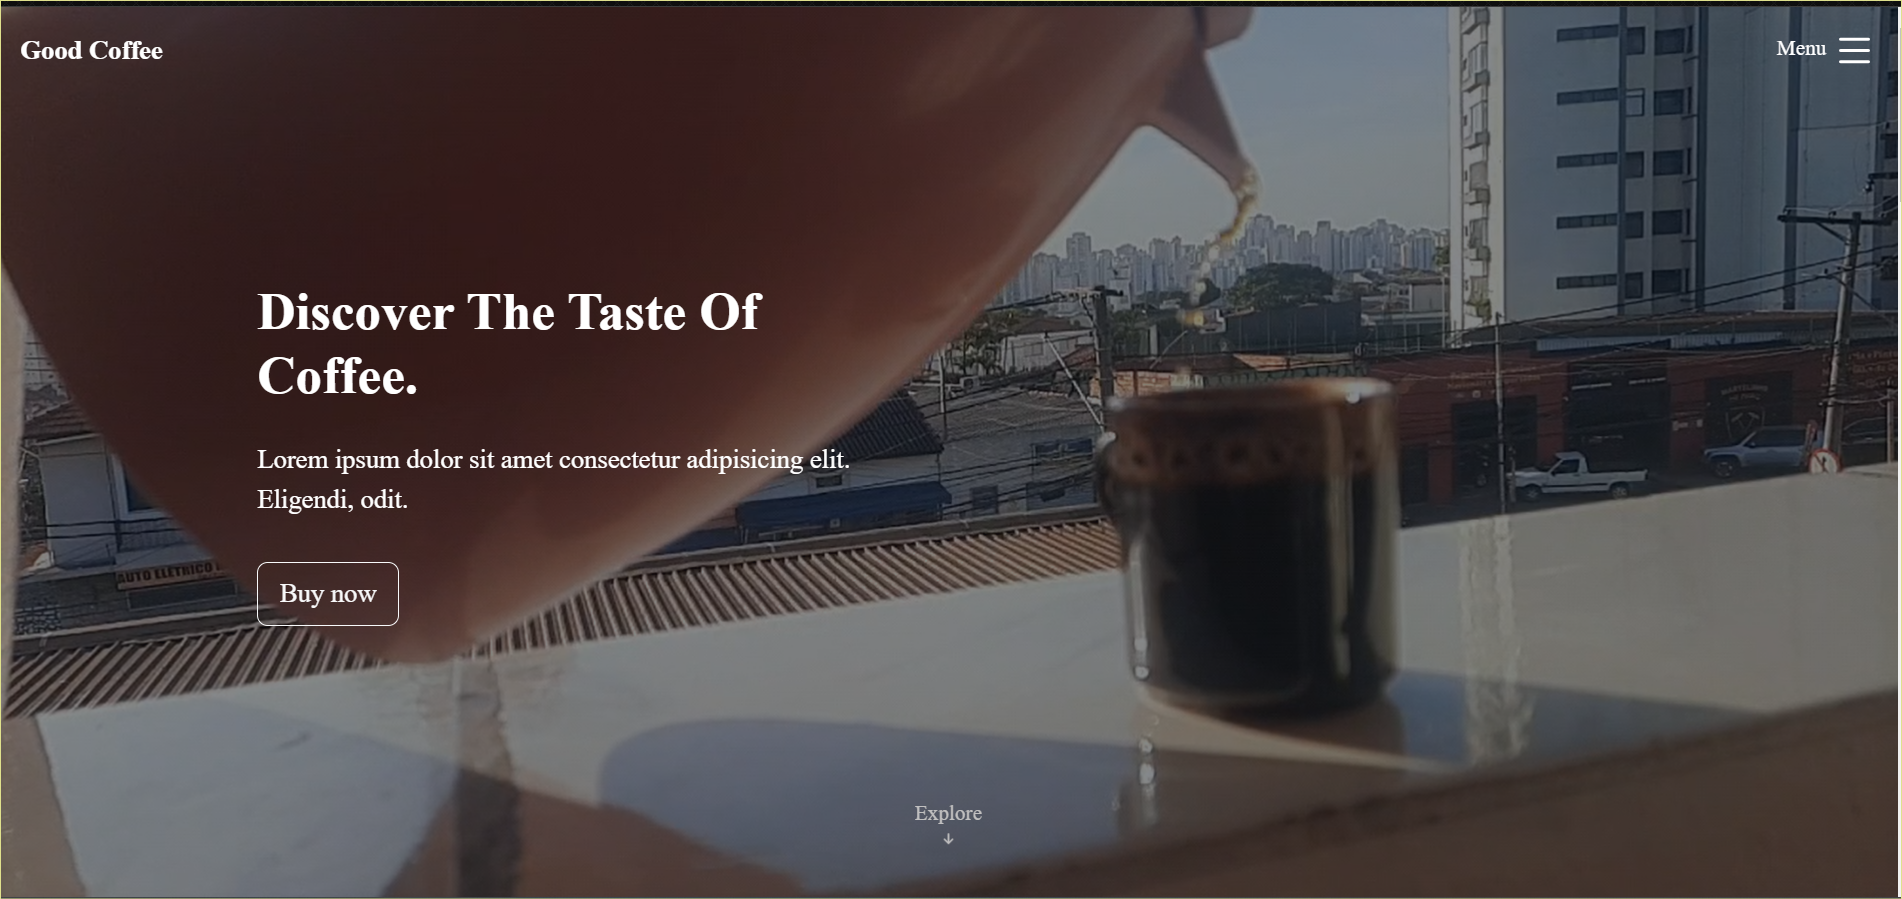 Good Coffee
Menu
Discover The Taste Of
Coffee.
Lorem ipsum dolor sit amet consectetur adipisicing elit.
Eligendi, odit.
AUTO ELETRICO
Buy now
Explore